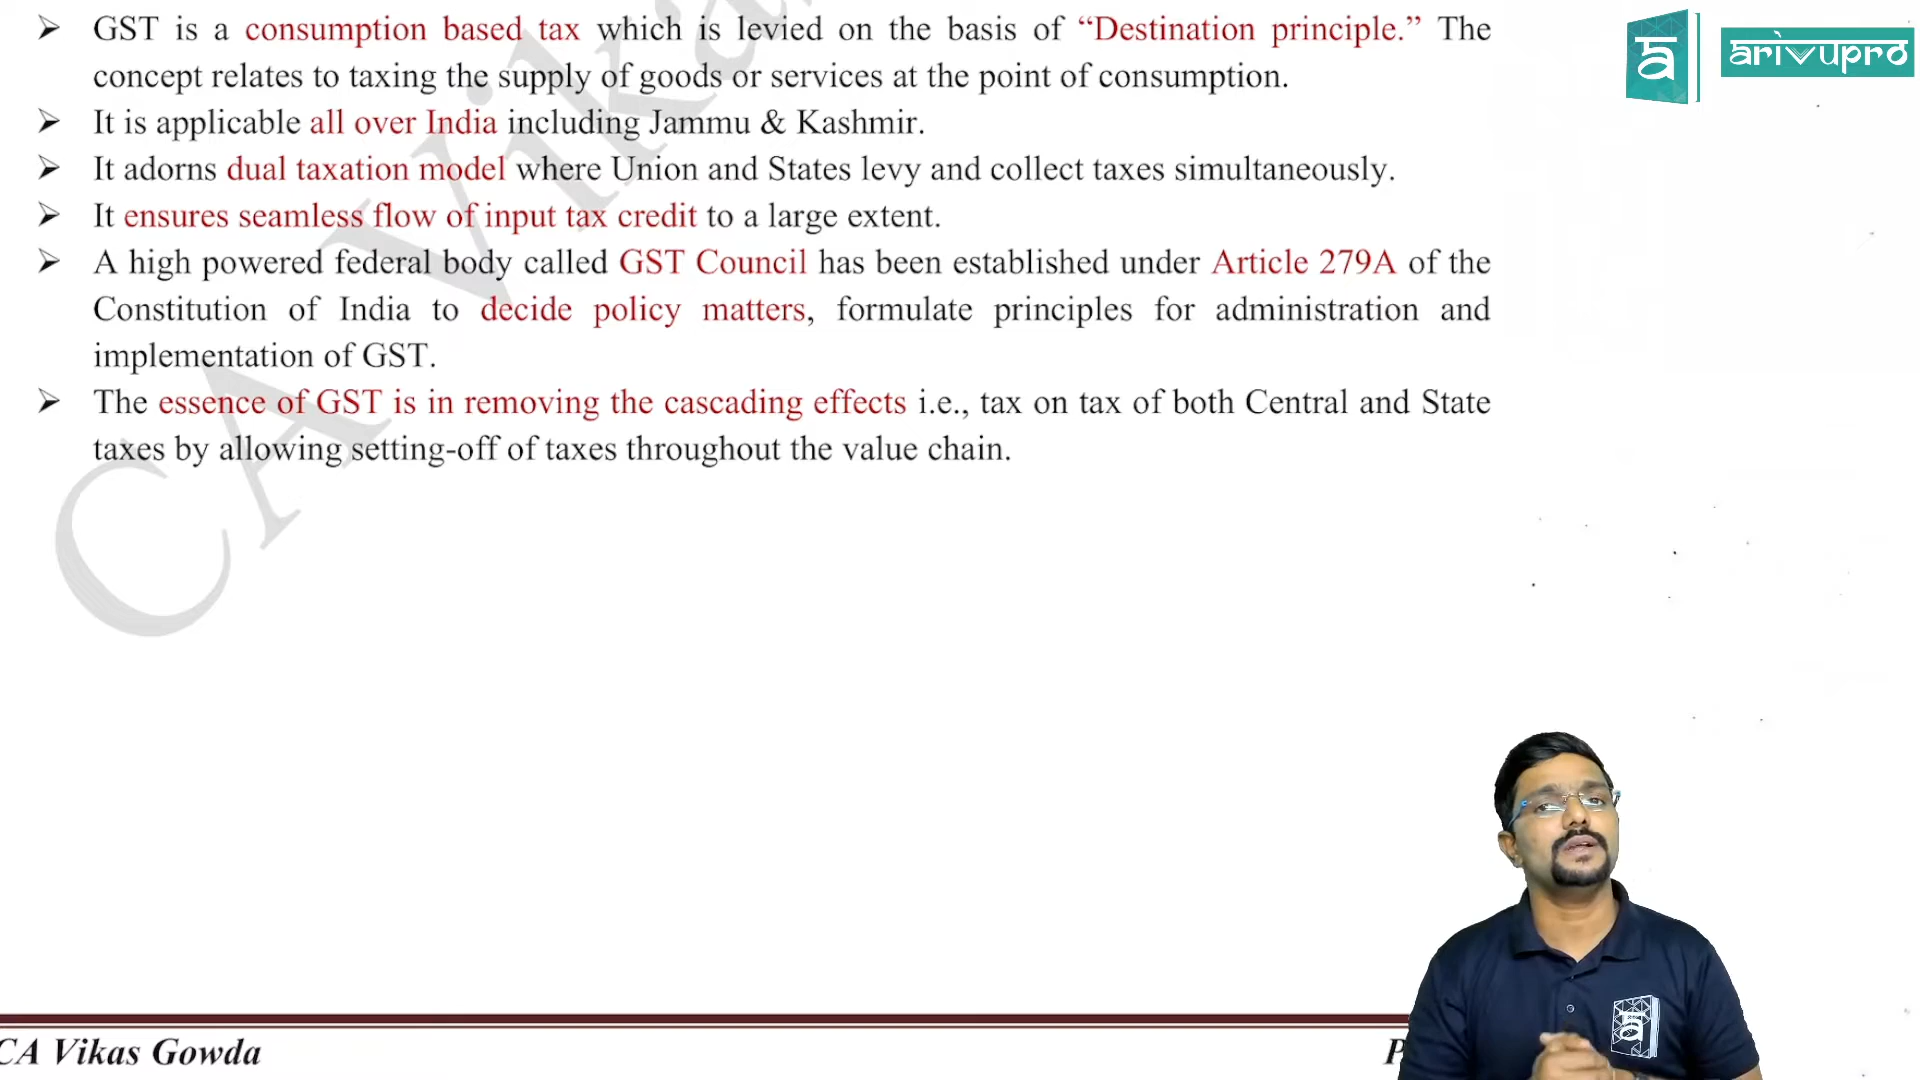 ➢ GST is a consumption based tax which is levied on the basis of “Destination principle.” The
concept relates to taxing the supply of goods or services at the point of consumption.
➢ It is applicable all over India including Jammu & Kashmir.
➢ It adorns dual taxation model where Union and States levy and collect taxes simultaneously.
➢ It ensures seamless flow of input tax credit to a large extent.
➢ A high powered federal body called GST Council has been established under Article 279A of the
Constitution of India to decide policy matters, formulate principles for administration and
implementation of GST.
➢ The essence of GST is in removing the cascading effects i.e., tax on tax of both Central and State
taxes by allowing setting-off of taxes throughout the value chain.
arivupro
CA Vika
CA Vikas Gowda